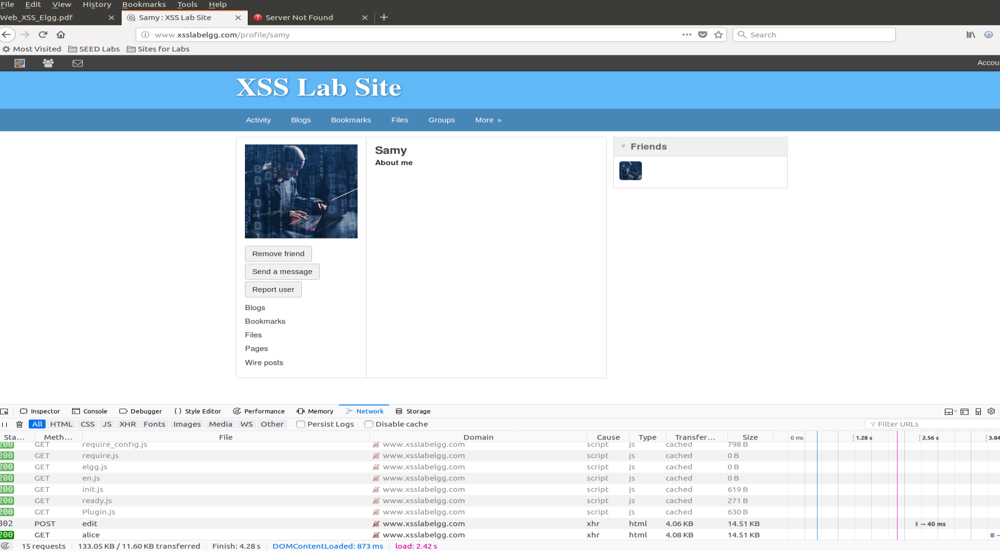 File Edit View History Bookmarks Tools Help
Web_XSS_Elgg.pdf Samy : XSS Lab Site Server Not Found
www.xsslabelgg.com/profile/samy Search
Most Visited SEED Labs Sites for Labs
Accou
XSS Lab Site
Activity Blogs Bookmarks Files Groups More »
Samy
About me
Friends
Remove friend
Send a message
Report user
Blogs
Bookmarks
Files
Pages
Wire posts
Inspector Console Debugger { } Style Editor Performance Memory Network Storage
All HTML CSS JS XHR Fonts Images Media WS Other Persist Logs Disable cache Filter URLs
Sta... Meth... File Domain Cause Type Transfer... Size 0 ms 1.28 s 2.56 s 3.84
200 GET require_config.js www.xsslabelgg.com script js cached 798 B
200 GET require.js www.xsslabelgg.com script js cached 0 B
200 GET elgg.js www.xsslabelgg.com script js cached 0 B
200 GET en.js www.xsslabelgg.com script js cached 0 B
200 GET init.js www.xsslabelgg.com script js cached 619 B
200 GET ready.js www.xsslabelgg.com script js cached 271 B
200 GET Plugin.js www.xsslabelgg.com script js cached 630 B
302 POST edit www.xsslabelgg.com xhr html 4.06 KB 14.51 KB → 40 ms
200 GET alice www.xsslabelgg.com xhr html 4.08 KB 14.51 KB
15 requests 133.05 KB / 11.60 KB transferred Finish: 4.28 s DOMContentLoaded: 873 ms load: 2.42 s